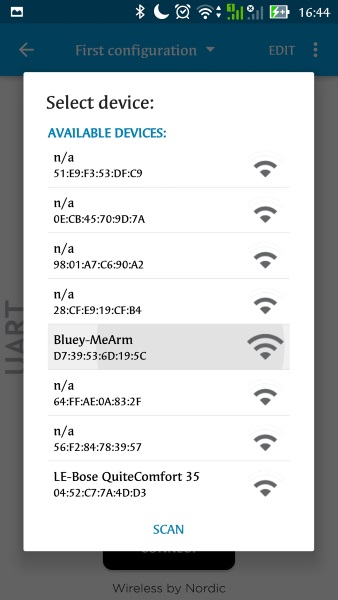 16:44
First configuration
EDIT
Select device:
AVAILABLE DEVICES:
n/a
51:E9:F3:53:DF:C9
n/a
0E:CB:45:70:9D:7A
n/a
98:01:A7:C6:90:A2
n/a
28:CF:E9:19:CF:B4
Bluey-MeArm
D7:39:53:6D:19:5C
n/a
64:FF:AE:0A:83:2F
n/a
56:F2:84:78:39:57
LE-Bose QuiteComfort 35
04:52:C7:7A:4D:D3
SCAN
UART
Wireless by Nordic